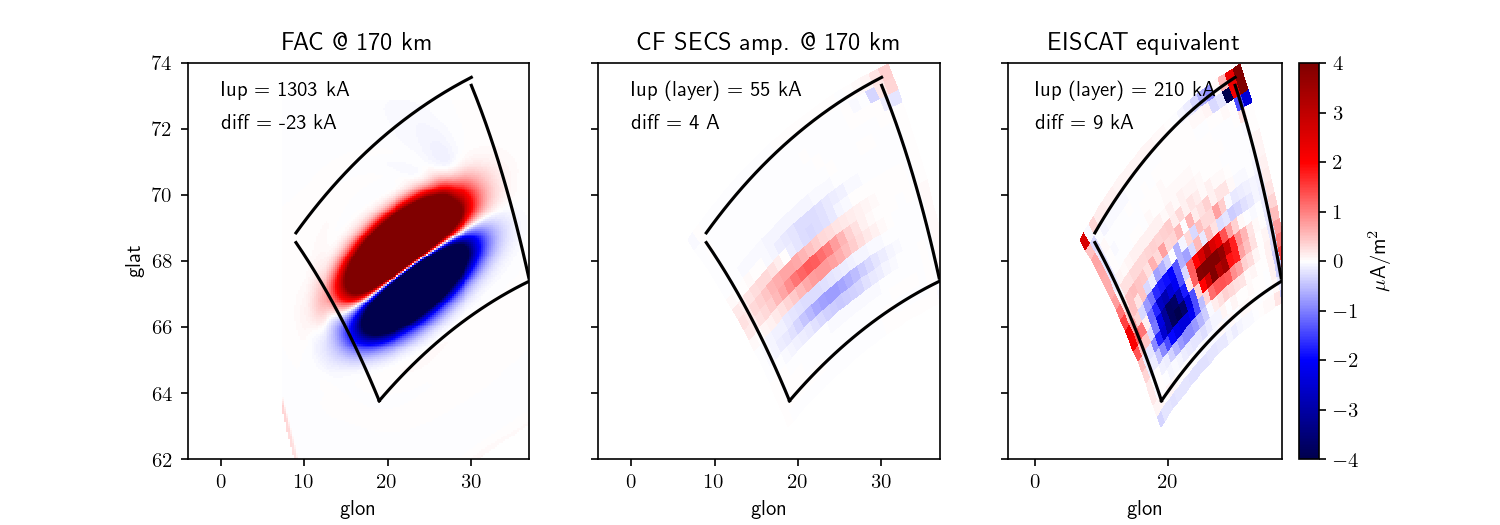 FAC @ 170 km
CF SECS amp. @ 170 km
EISCAT equivalent
Iup = 1303 kA
diff = -23 kA
Iup (layer) = 55 kA
diff = 4 A
Iup (layer) = 210 kA
diff = 9 kA
74
72
70
68
66
64
62
glat
0 10 20 30
glon
0 10 20 30
glon
0 20
glon
4
3
2
1
0
−1
−2
−3
−4
μA/m²